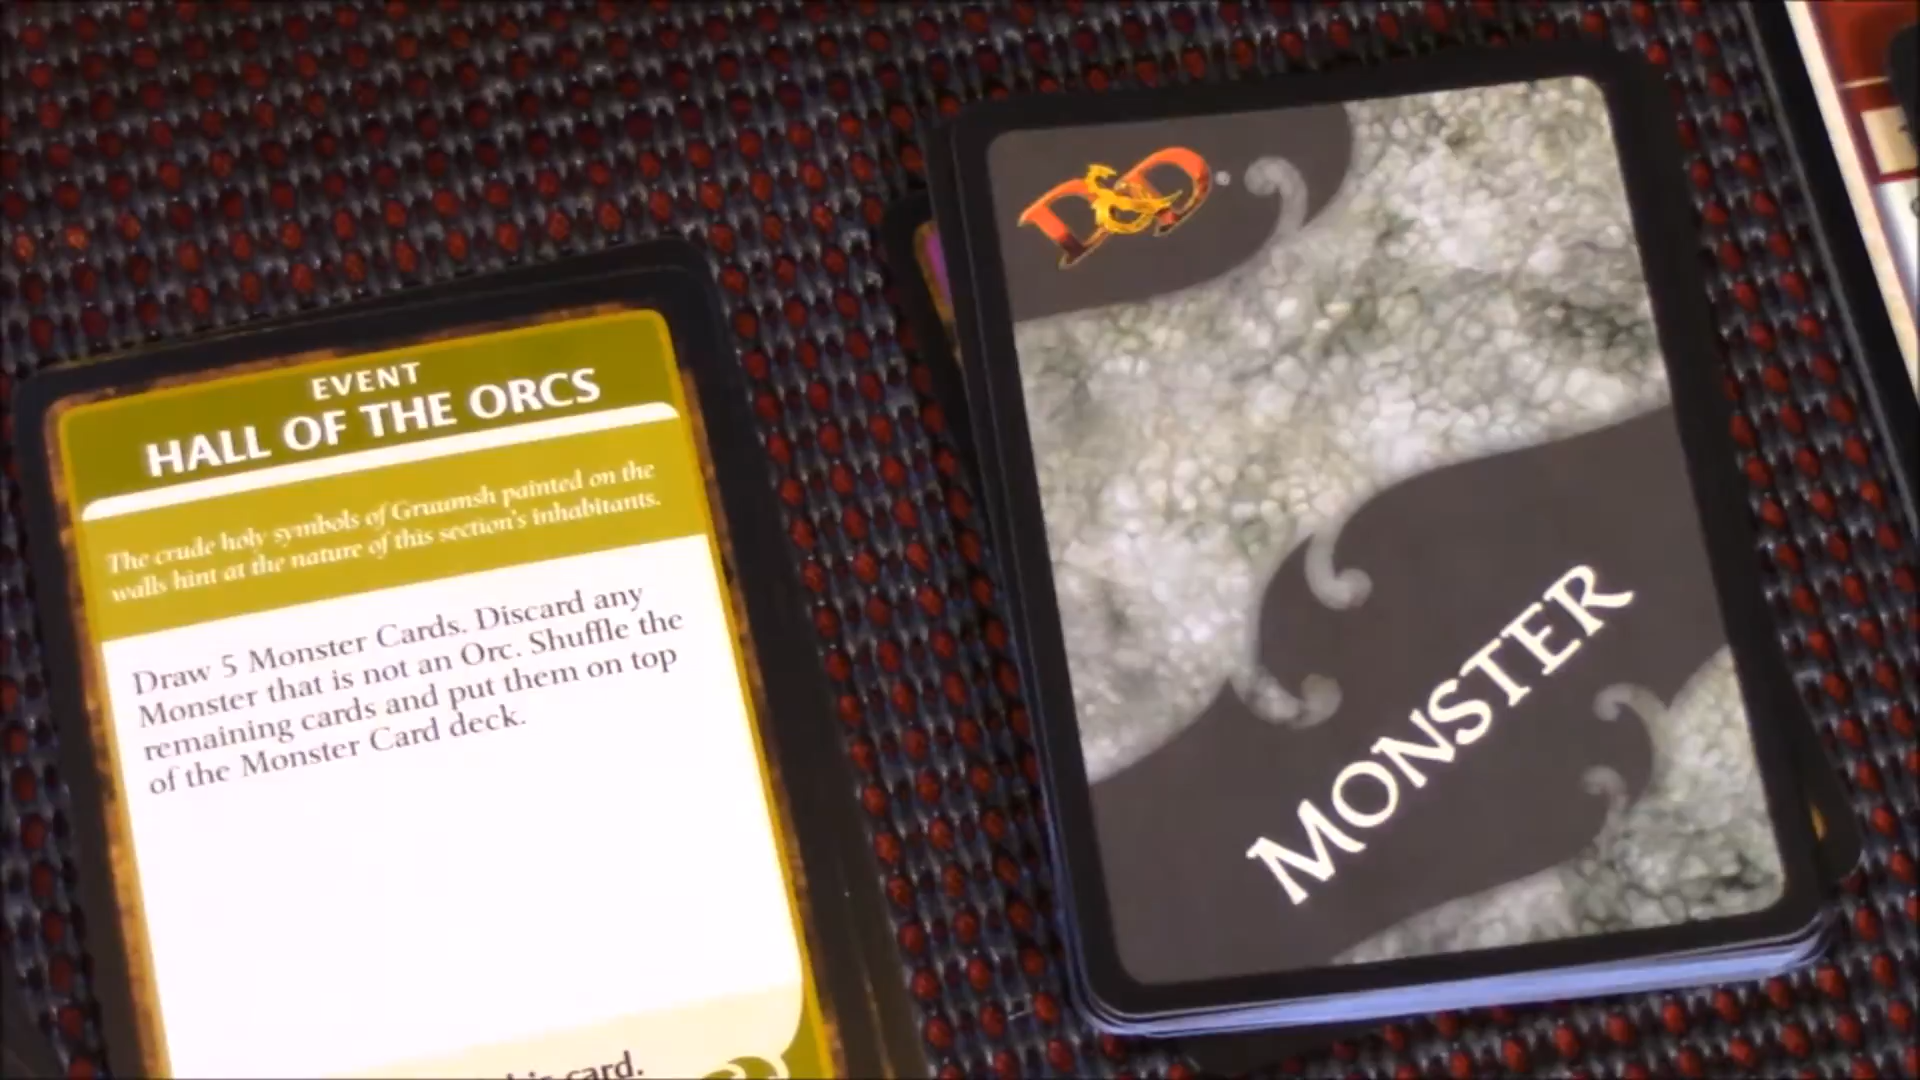 EVENT
HALL OF THE ORCS
The crude holy symbols of Gruumsh painted on the
walls hint at the nature of this section's inhabitants.
Draw 5 Monster Cards. Discard any
Monster that is not an Orc. Shuffle the
remaining cards and put them on top
of the Monster Card deck.
card.
D&D
MONSTER